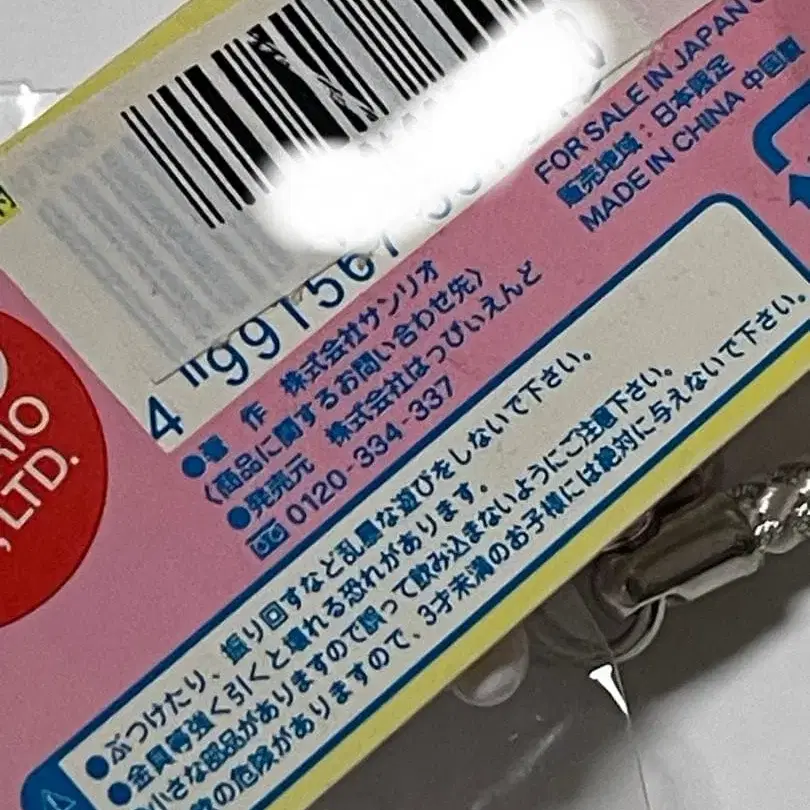 4 991567
FOR SALE IN JAPAN
販売地域：日本限定
MADE IN CHINA 中国製
●著 作 株式会社サンリオ
〈商品に関するお問い合わせ先〉
●発売元 株式会社はっぴぃえんど
0120-334-337
LTD.
●ぶつけたり、振り回すなど乱暴な遊びをしないで下さい。
●金具等強く引くと壊れる恐れがあります。
小さな部品がありますので誤って飲み込まないようにご注意下さい。
の危険がありますので、3才未満のお子様には絶対に与えないで下さい。